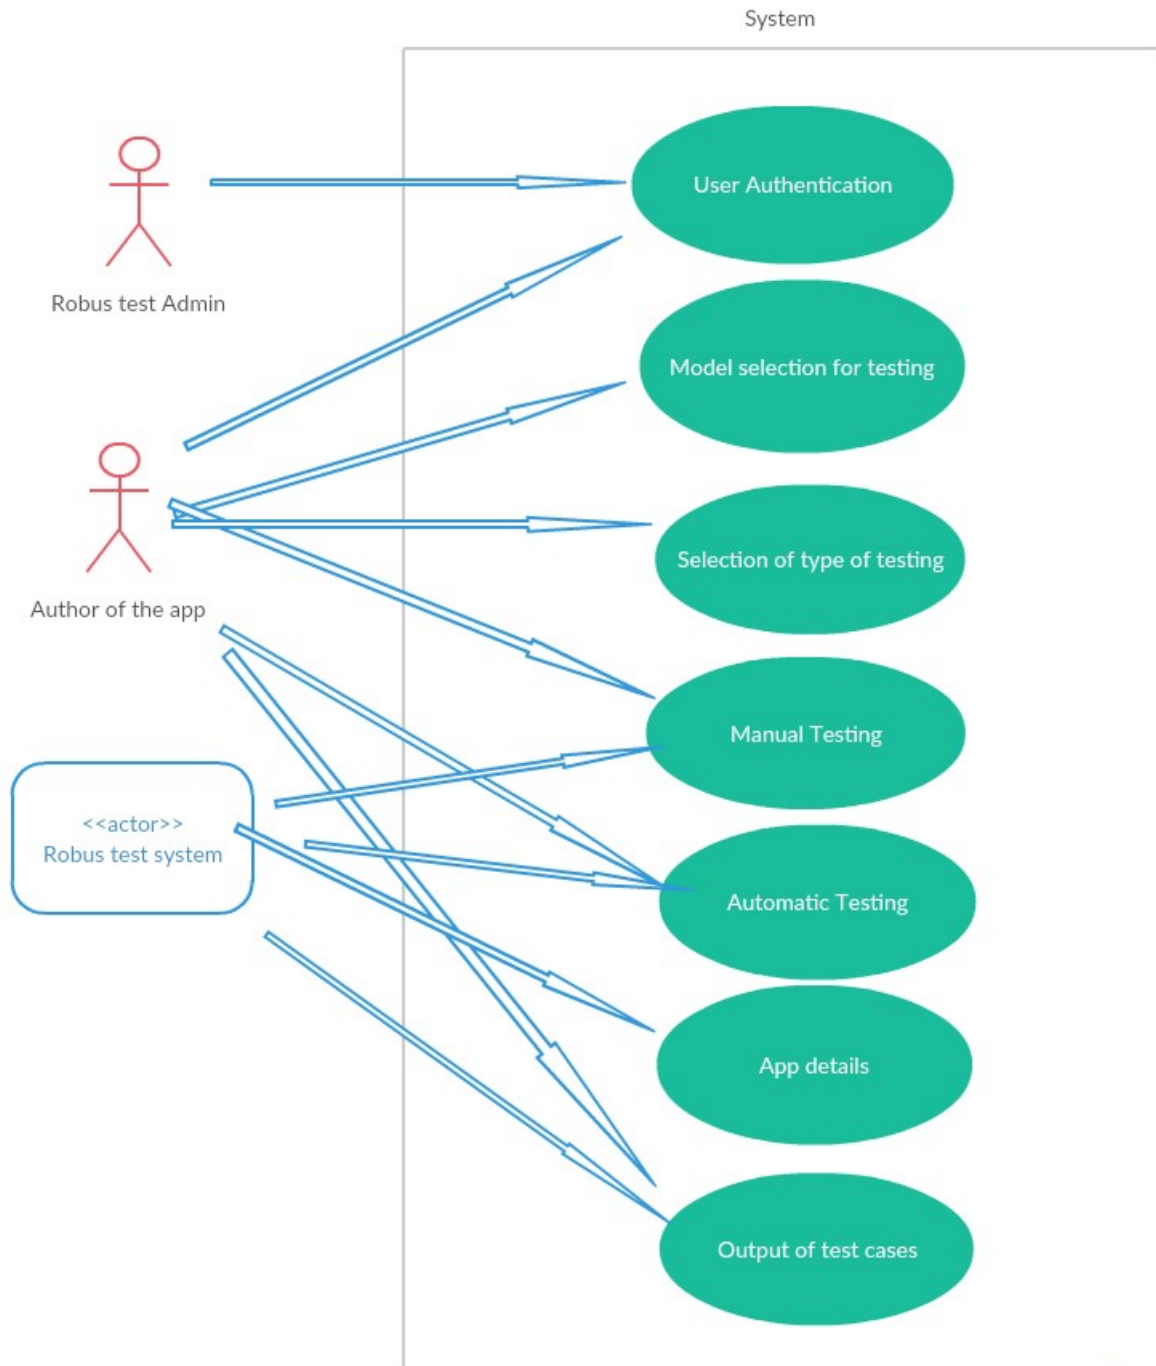 System
User Authentication
Robus test Admin
Model selection for testing
Selection of type of testing
Author of the app
Manual Testing
<<actor>>
Robus test system
Automatic Testing
App details
Output of test cases